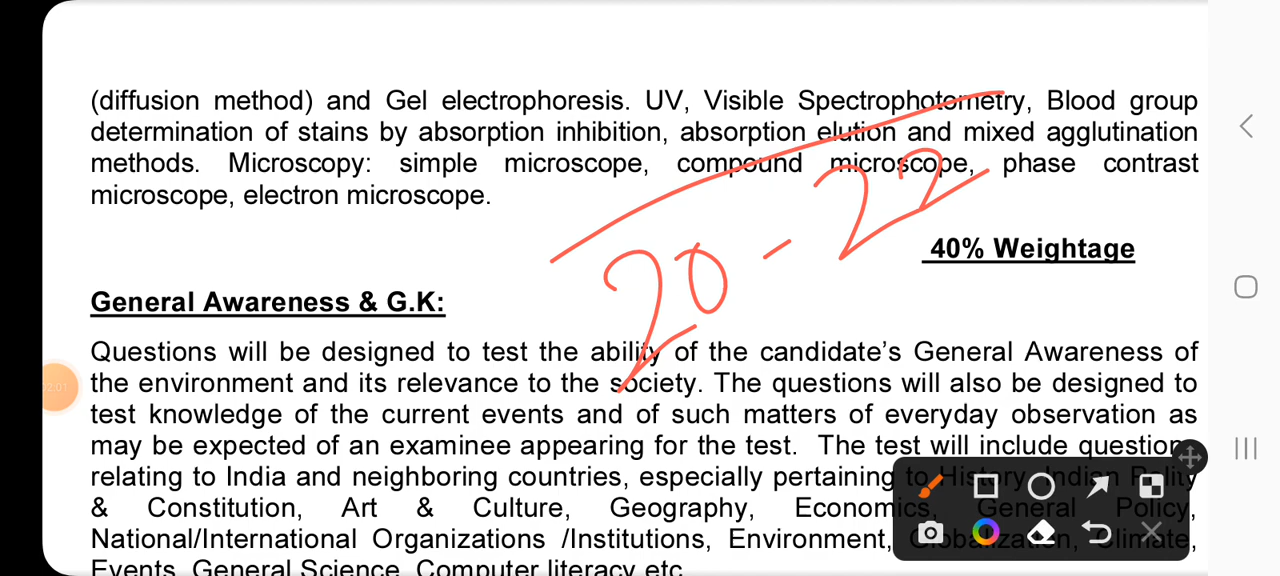 (diffusion method) and Gel electrophoresis. UV, Visible Spectrophotometry, Blood group
determination of stains by absorption inhibition, absorption elution and mixed agglutination
methods. Microscopy: simple microscope, compound microscope, phase contrast
microscope, electron microscope.
20-22
40% Weightage
General Awareness & G.K:
Questions will be designed to test the ability of the candidate's General Awareness of
the environment and its relevance to the society. The questions will also be designed to
test knowledge of the current events and of such matters of everyday observation as
may be expected of an examinee appearing for the test. The test will include questions
relating to India and neighboring countries, especially pertaining to History, Indian Polity
& Constitution, Art & Culture, Geography, Economics, General Policy,
National/International Organizations /Institutions, Environment, Globalization, Climate,
Events, General Science, Computer literacy etc